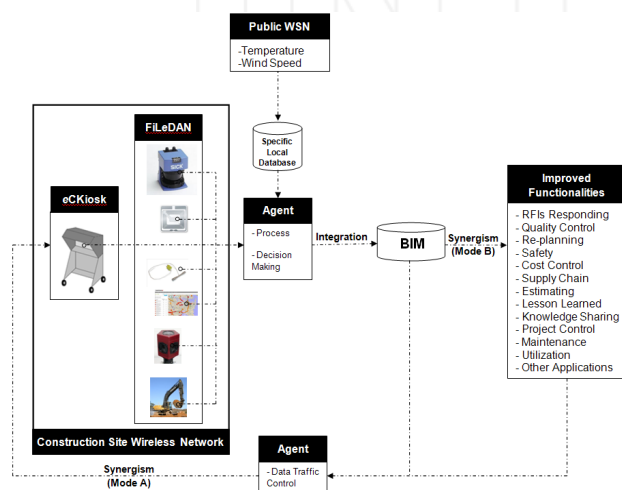 Public WSN
-Temperature
-Wind Speed
FiLeDAN
Specific
Local
Database
eCKiosk
Agent
- Process
- Decision
Making
Integration
BIM
Synergism
(Mode B)
Improved
Functionalities
- RFIs Responding
- Quality Control
- Re-planning
- Safety
- Cost Control
- Supply Chain
- Estimating
- Lesson Learned
- Knowledge Sharing
- Project Control
- Maintenance
- Utilization
- Other Applications
Construction Site Wireless Network
Synergism
(Mode A)
Agent
- Data Traffic
Control